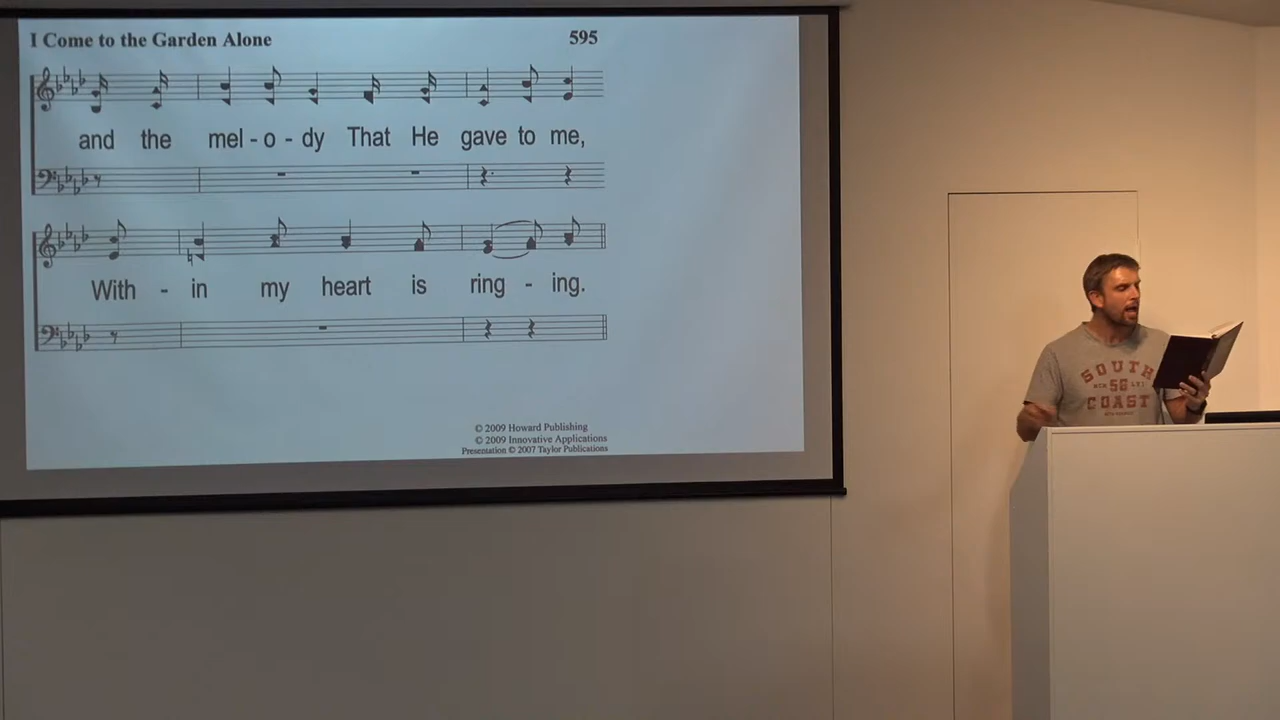 I Come to the Garden Alone 595
and the mel - o - dy That He gave to me,
With - in my heart is ring - ing.
© 2009 Howard Publishing
© 2009 Innovative Applications
Presentation © 2007 Taylor Publications
SOUTH
56
COAST